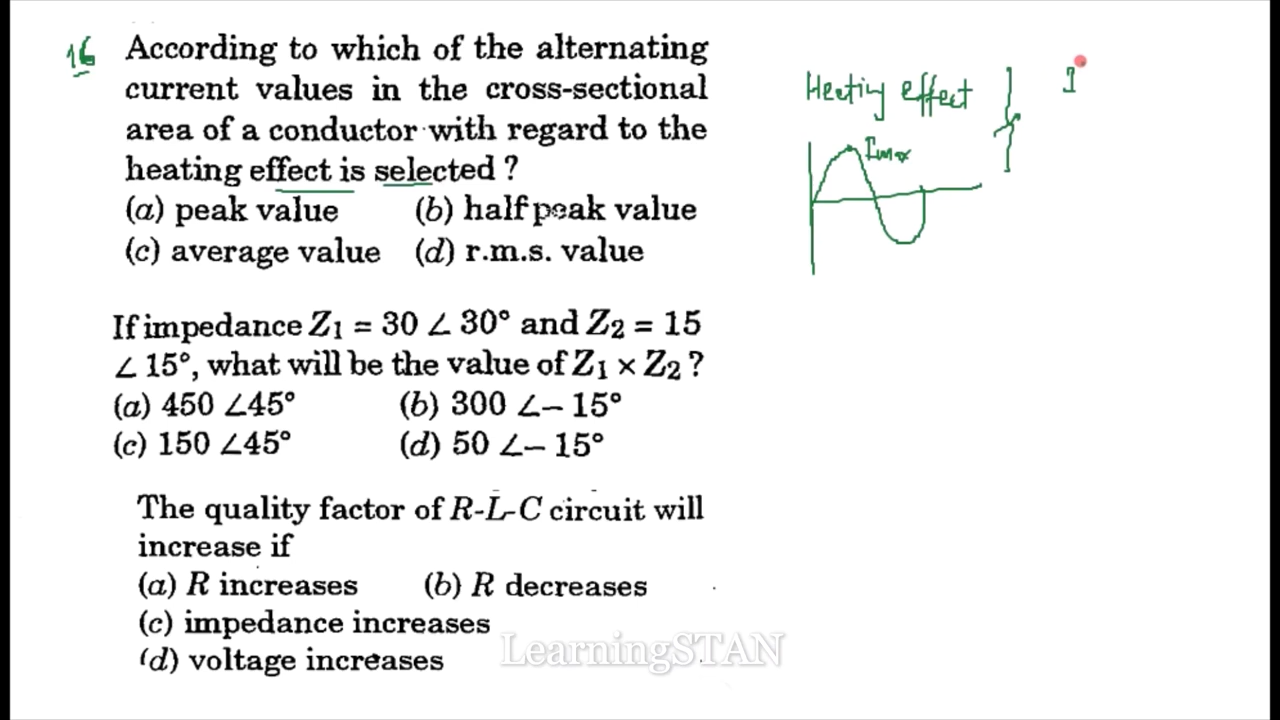 16 According to which of the alternating
current values in the cross-sectional
area of a conductor with regard to the
heating effect is selected ?
(a) peak value (b) half peak value
(c) average value (d) r.m.s. value
Heating effect
Imax
I
If impedance Z1 = 30 ∠ 30° and Z2 = 15
∠ 15°, what will be the value of Z1 × Z2 ?
(a) 450 ∠45° (b) 300 ∠– 15°
(c) 150 ∠45° (d) 50 ∠– 15°
The quality factor of R-L-C circuit will
increase if
(a) R increases (b) R decreases
(c) impedance increases
(d) voltage increases
LearningSTAN